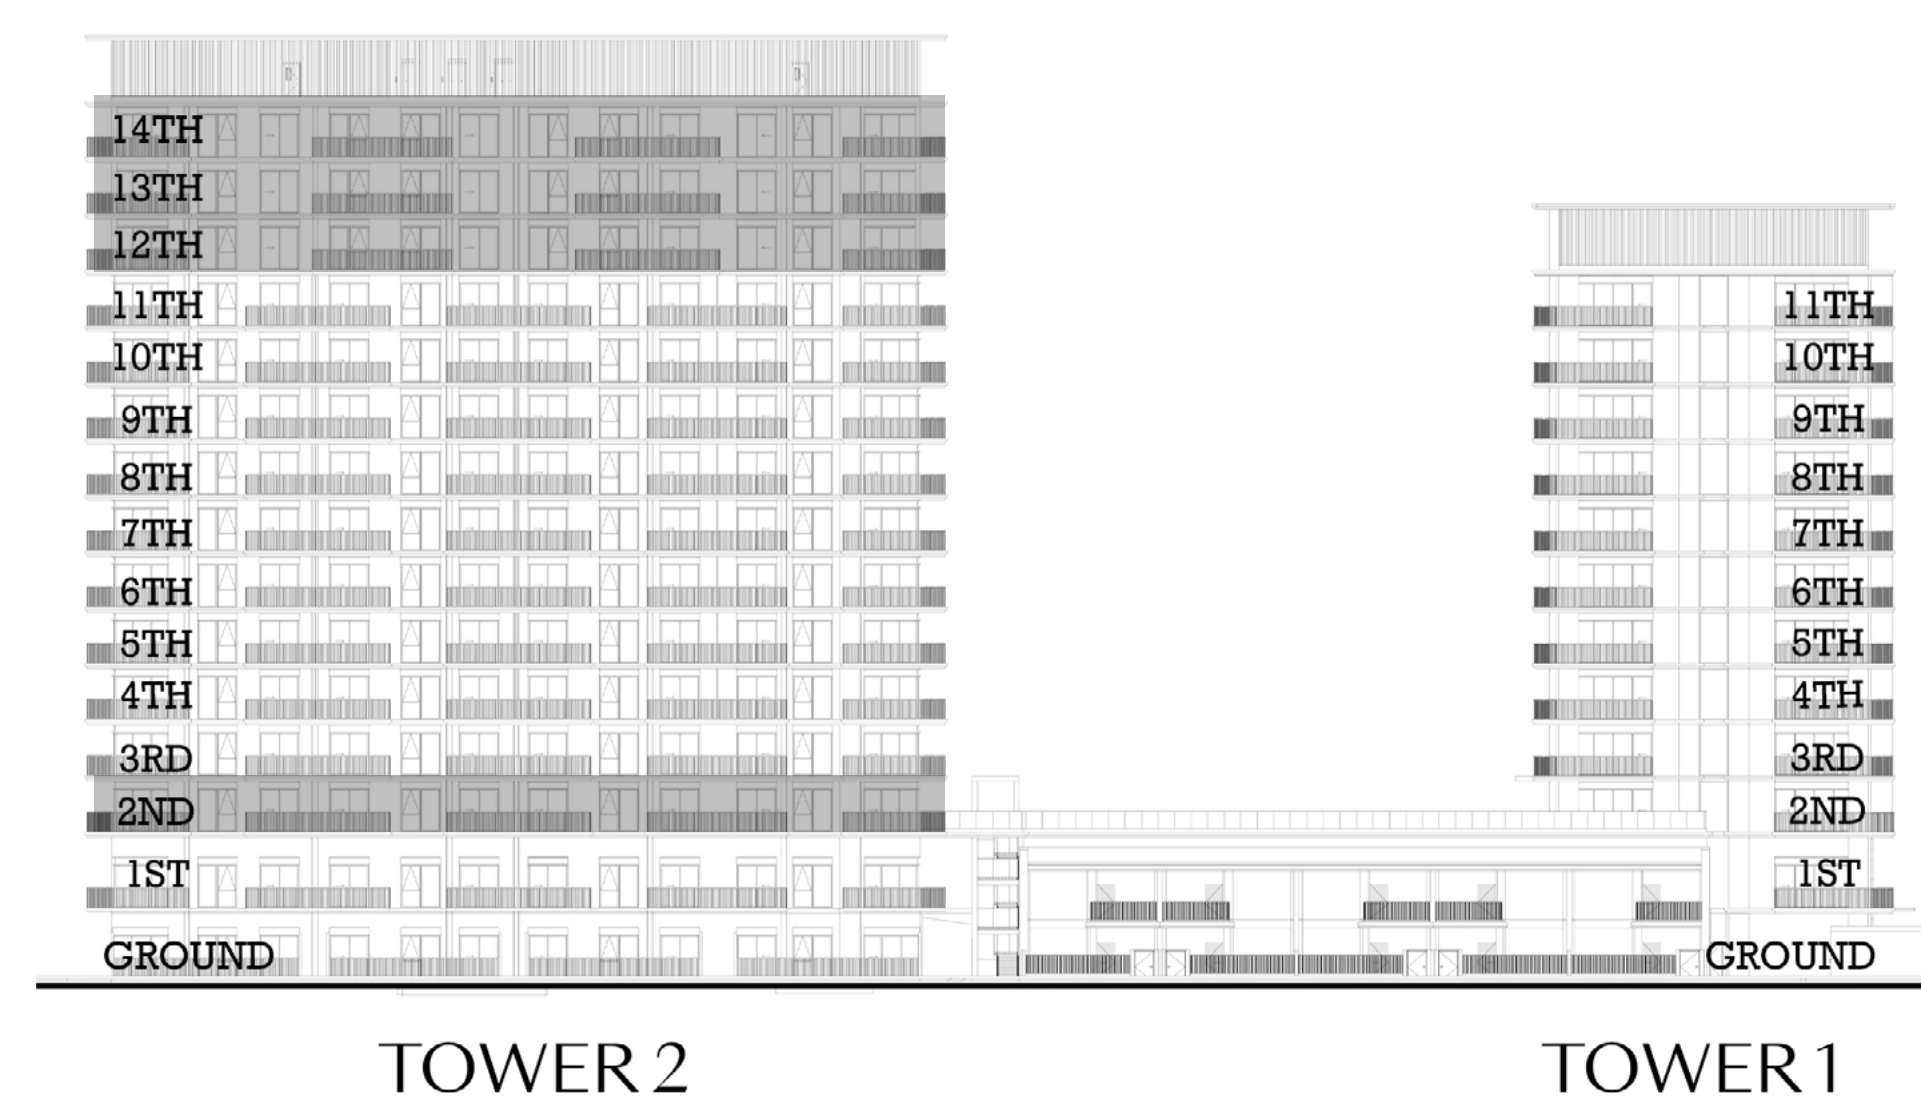 14TH
13TH
12TH
11TH 11TH
10TH 10TH
9TH 9TH
8TH 8TH
7TH 7TH
6TH 6TH
5TH 5TH
4TH 4TH
3RD 3RD
2ND 2ND
1ST 1ST
GROUND GROUND
TOWER 2 TOWER 1